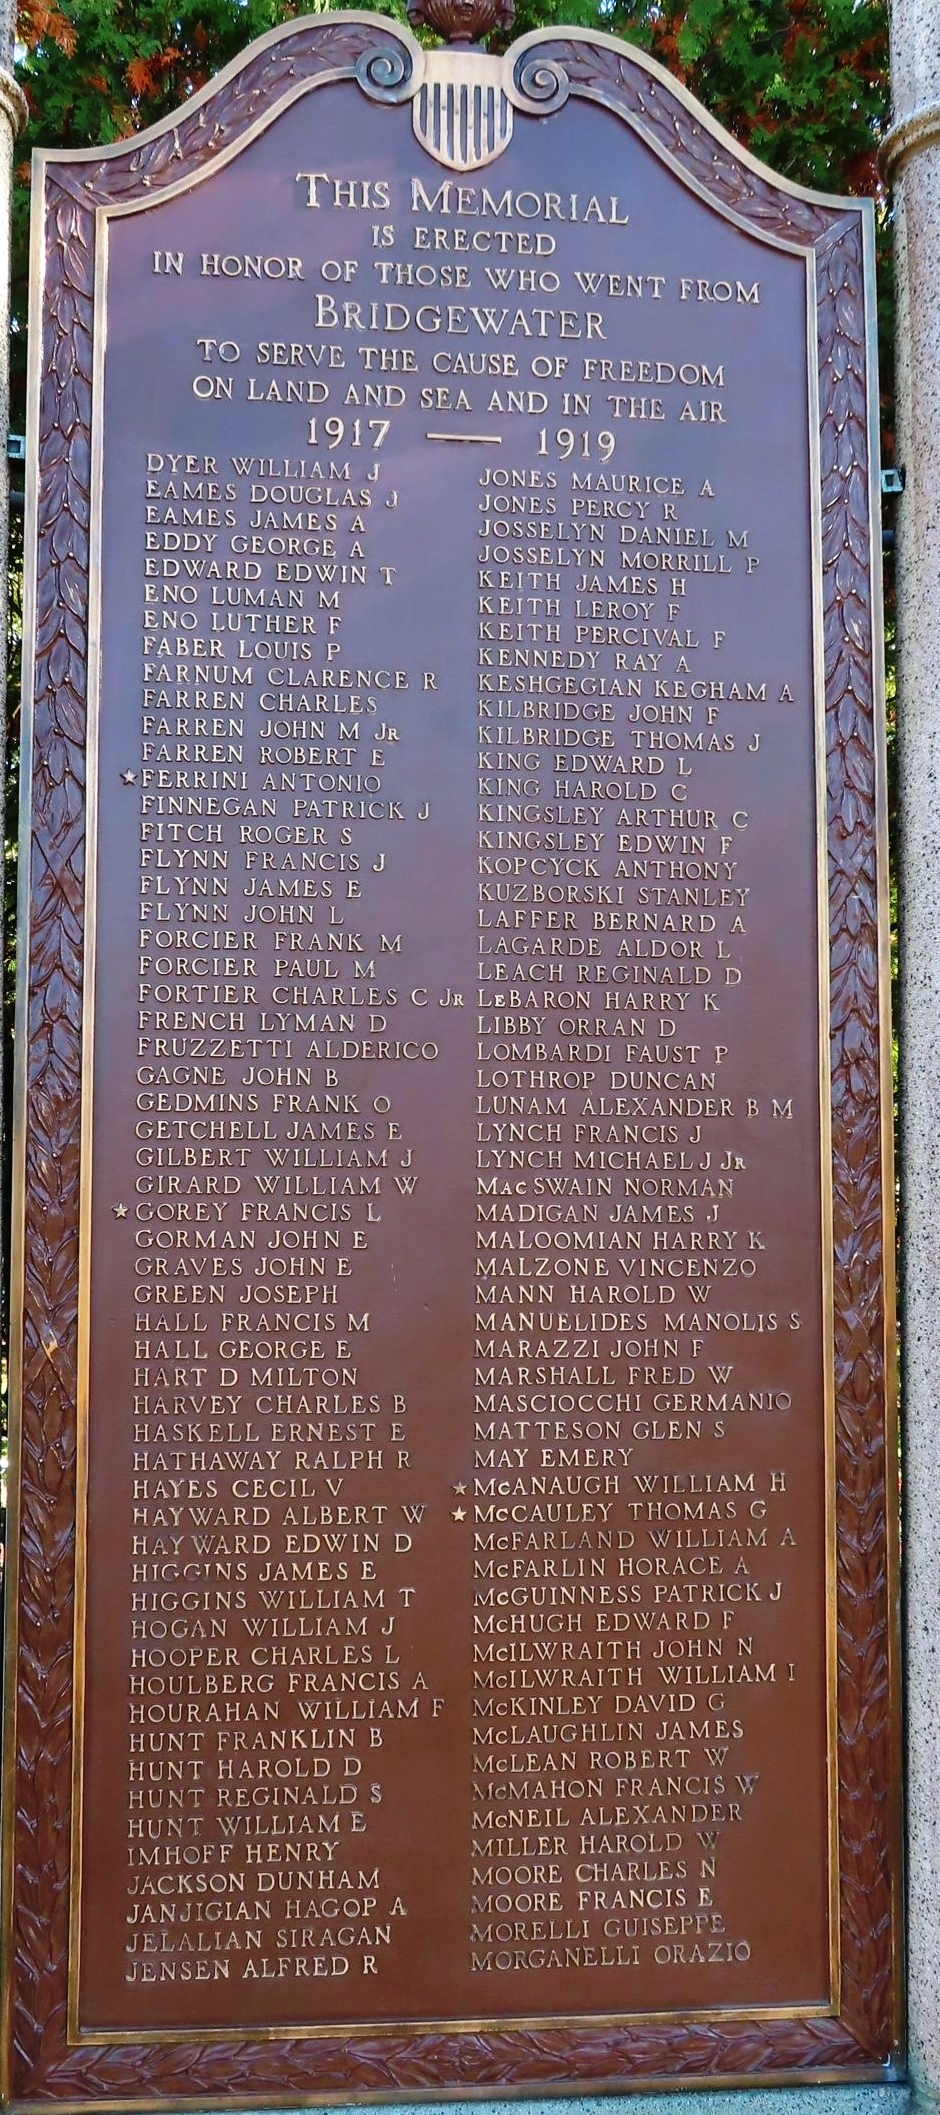 THIS MEMORIAL
IS ERECTED
IN HONOR OF THOSE WHO WENT FROM
BRIDGEWATER
TO SERVE THE CAUSE OF FREEDOM
ON LAND AND SEA AND IN THE AIR
1917 — 1919
DYER WILLIAM J
EAMES DOUGLAS J
EAMES JAMES A
EDDY GEORGE A
EDWARD EDWIN T
ENO LUMAN M
ENO LUTHER F
FABER LOUIS P
FARNUM CLARENCE R
FARREN CHARLES
FARREN JOHN M JR
FARREN ROBERT E
★FERRINI ANTONIO
FINNEGAN PATRICK J
FITCH ROGER S
FLYNN FRANCIS J
FLYNN JAMES E
FLYNN JOHN L
FORCIER FRANK M
FORCIER PAUL M
FORTIER CHARLES C JR
FRENCH LYMAN D
FRUZZETTI ALDERICO
GAGNE JOHN B
GEDMINS FRANK O
GETCHELL JAMES E
GILBERT WILLIAM J
GIRARD WILLIAM W
★GOREY FRANCIS L
GORMAN JOHN E
GRAVES JOHN E
GREEN JOSEPH
HALL FRANCIS M
HALL GEORGE E
HART D MILTON
HARVEY CHARLES B
HASKELL ERNEST E
HATHAWAY RALPH R
HAYES CECIL V
HAYWARD ALBERT W
HAYWARD EDWIN D
HIGGINS JAMES E
HIGGINS WILLIAM T
HOGAN WILLIAM J
HOOPER CHARLES L
HOULBERG FRANCIS A
HOURAHAN WILLIAM F
HUNT FRANKLIN B
HUNT HAROLD D
HUNT REGINALD S
HUNT WILLIAM E
IMHOFF HENRY
JACKSON DUNHAM
JANJIGIAN HAGOP A
JELALIAN SIRAGAN
JENSEN ALFRED R
JONES MAURICE A
JONES PERCY R
JOSSELYN DANIEL M
JOSSELYN MORRILL P
KEITH JAMES H
KEITH LEROY F
KEITH PERCIVAL F
KENNEDY RAY A
KESHGEGIAN KEGHAM A
KILBRIDGE JOHN F
KILBRIDGE THOMAS J
KING EDWARD L
KING HAROLD C
KINGSLEY ARTHUR C
KINGSLEY EDWIN F
KOPCYCK ANTHONY
KUZBORSKI STANLEY
LAFFER BERNARD A
LAGARDE ALDOR L
LEACH REGINALD D
LEBARON HARRY K
LIBBY ORRAN D
LOMBARDI FAUST P
LOTHROP DUNCAN
LUNAM ALEXANDER B M
LYNCH FRANCIS J
LYNCH MICHAEL J JR
MACSWAIN NORMAN
MADIGAN JAMES J
MALOOMIAN HARRY K
MALZONE VINCENZO
MANN HAROLD W
MANUELIDES MANOLIS S
MARAZZI JOHN F
MARSHALL FRED W
MASCIOCCHI GERMANIO
MATTESON GLEN S
MAY EMERY
★McANAUGH WILLIAM H
★McCAULEY THOMAS G
McFARLAND WILLIAM A
McFARLIN HORACE A
McGUINNESS PATRICK J
McHUGH EDWARD F
McILWRAITH JOHN N
McILWRAITH WILLIAM I
McKINLEY DAVID G
McLAUGHLIN JAMES
McLEAN ROBERT W
McMAHON FRANCIS W
McNEIL ALEXANDER
MILLER HAROLD W
MOORE CHARLES N
MOORE FRANCIS E
MORELLI GUISEPPE
MORGANELLI ORAZIO